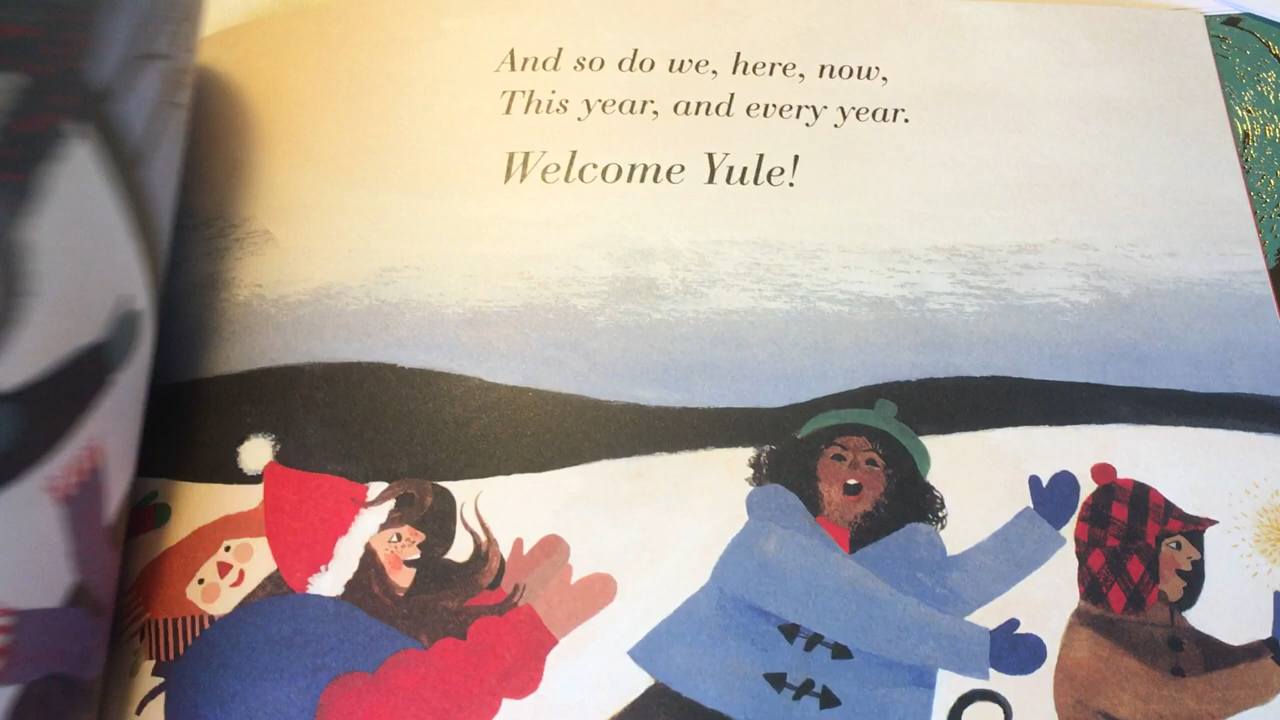 And so do we, here, now,
This year, and every year.
Welcome Yule!